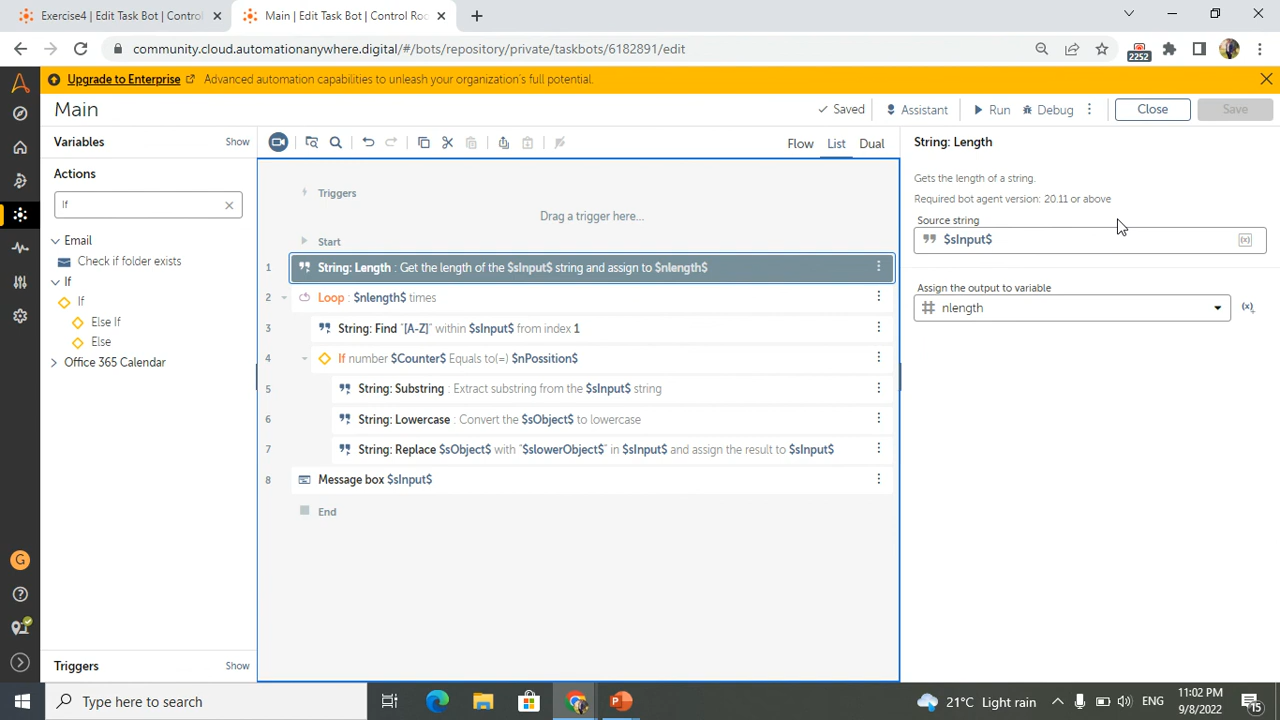 Exercise4 | Edit Task Bot | Control
Main | Edit Task Bot | Control Roo
community.cloud.automationanywhere.digital/#/bots/repository/private/taskbots/6182891/edit
2252
Upgrade to Enterprise Advanced automation capabilities to unleash your organization's full potential.
Main
Saved Assistant Run Debug Close Save
Variables Show
Flow List Dual
Actions
If
Email
Check if folder exists
If
If
Else If
Else
Office 365 Calendar
Triggers Show
Triggers
Drag a trigger here...
Start
1 String: Length : Get the length of the $sInput$ string and assign to $nlength$
2 Loop : $nlength$ times
3 String: Find "[A-Z]" within $sInput$ from index 1
4 If number $Counter$ Equals to(=) $nPossition$
5 String: Substring : Extract substring from the $sInput$ string
6 String: Lowercase : Convert the $sObject$ to lowercase
7 String: Replace $sObject$ with "$slowerObject$" in $sInput$ and assign the result to $sInput$
8 Message box $sInput$
End
String: Length
Gets the length of a string.
Required bot agent version: 20.11 or above
Source string
$sInput$
(x)
Assign the output to variable
nlength
(x)
G
Type here to search
21°C Light rain
ENG
11:02 PM
9/8/2022
15